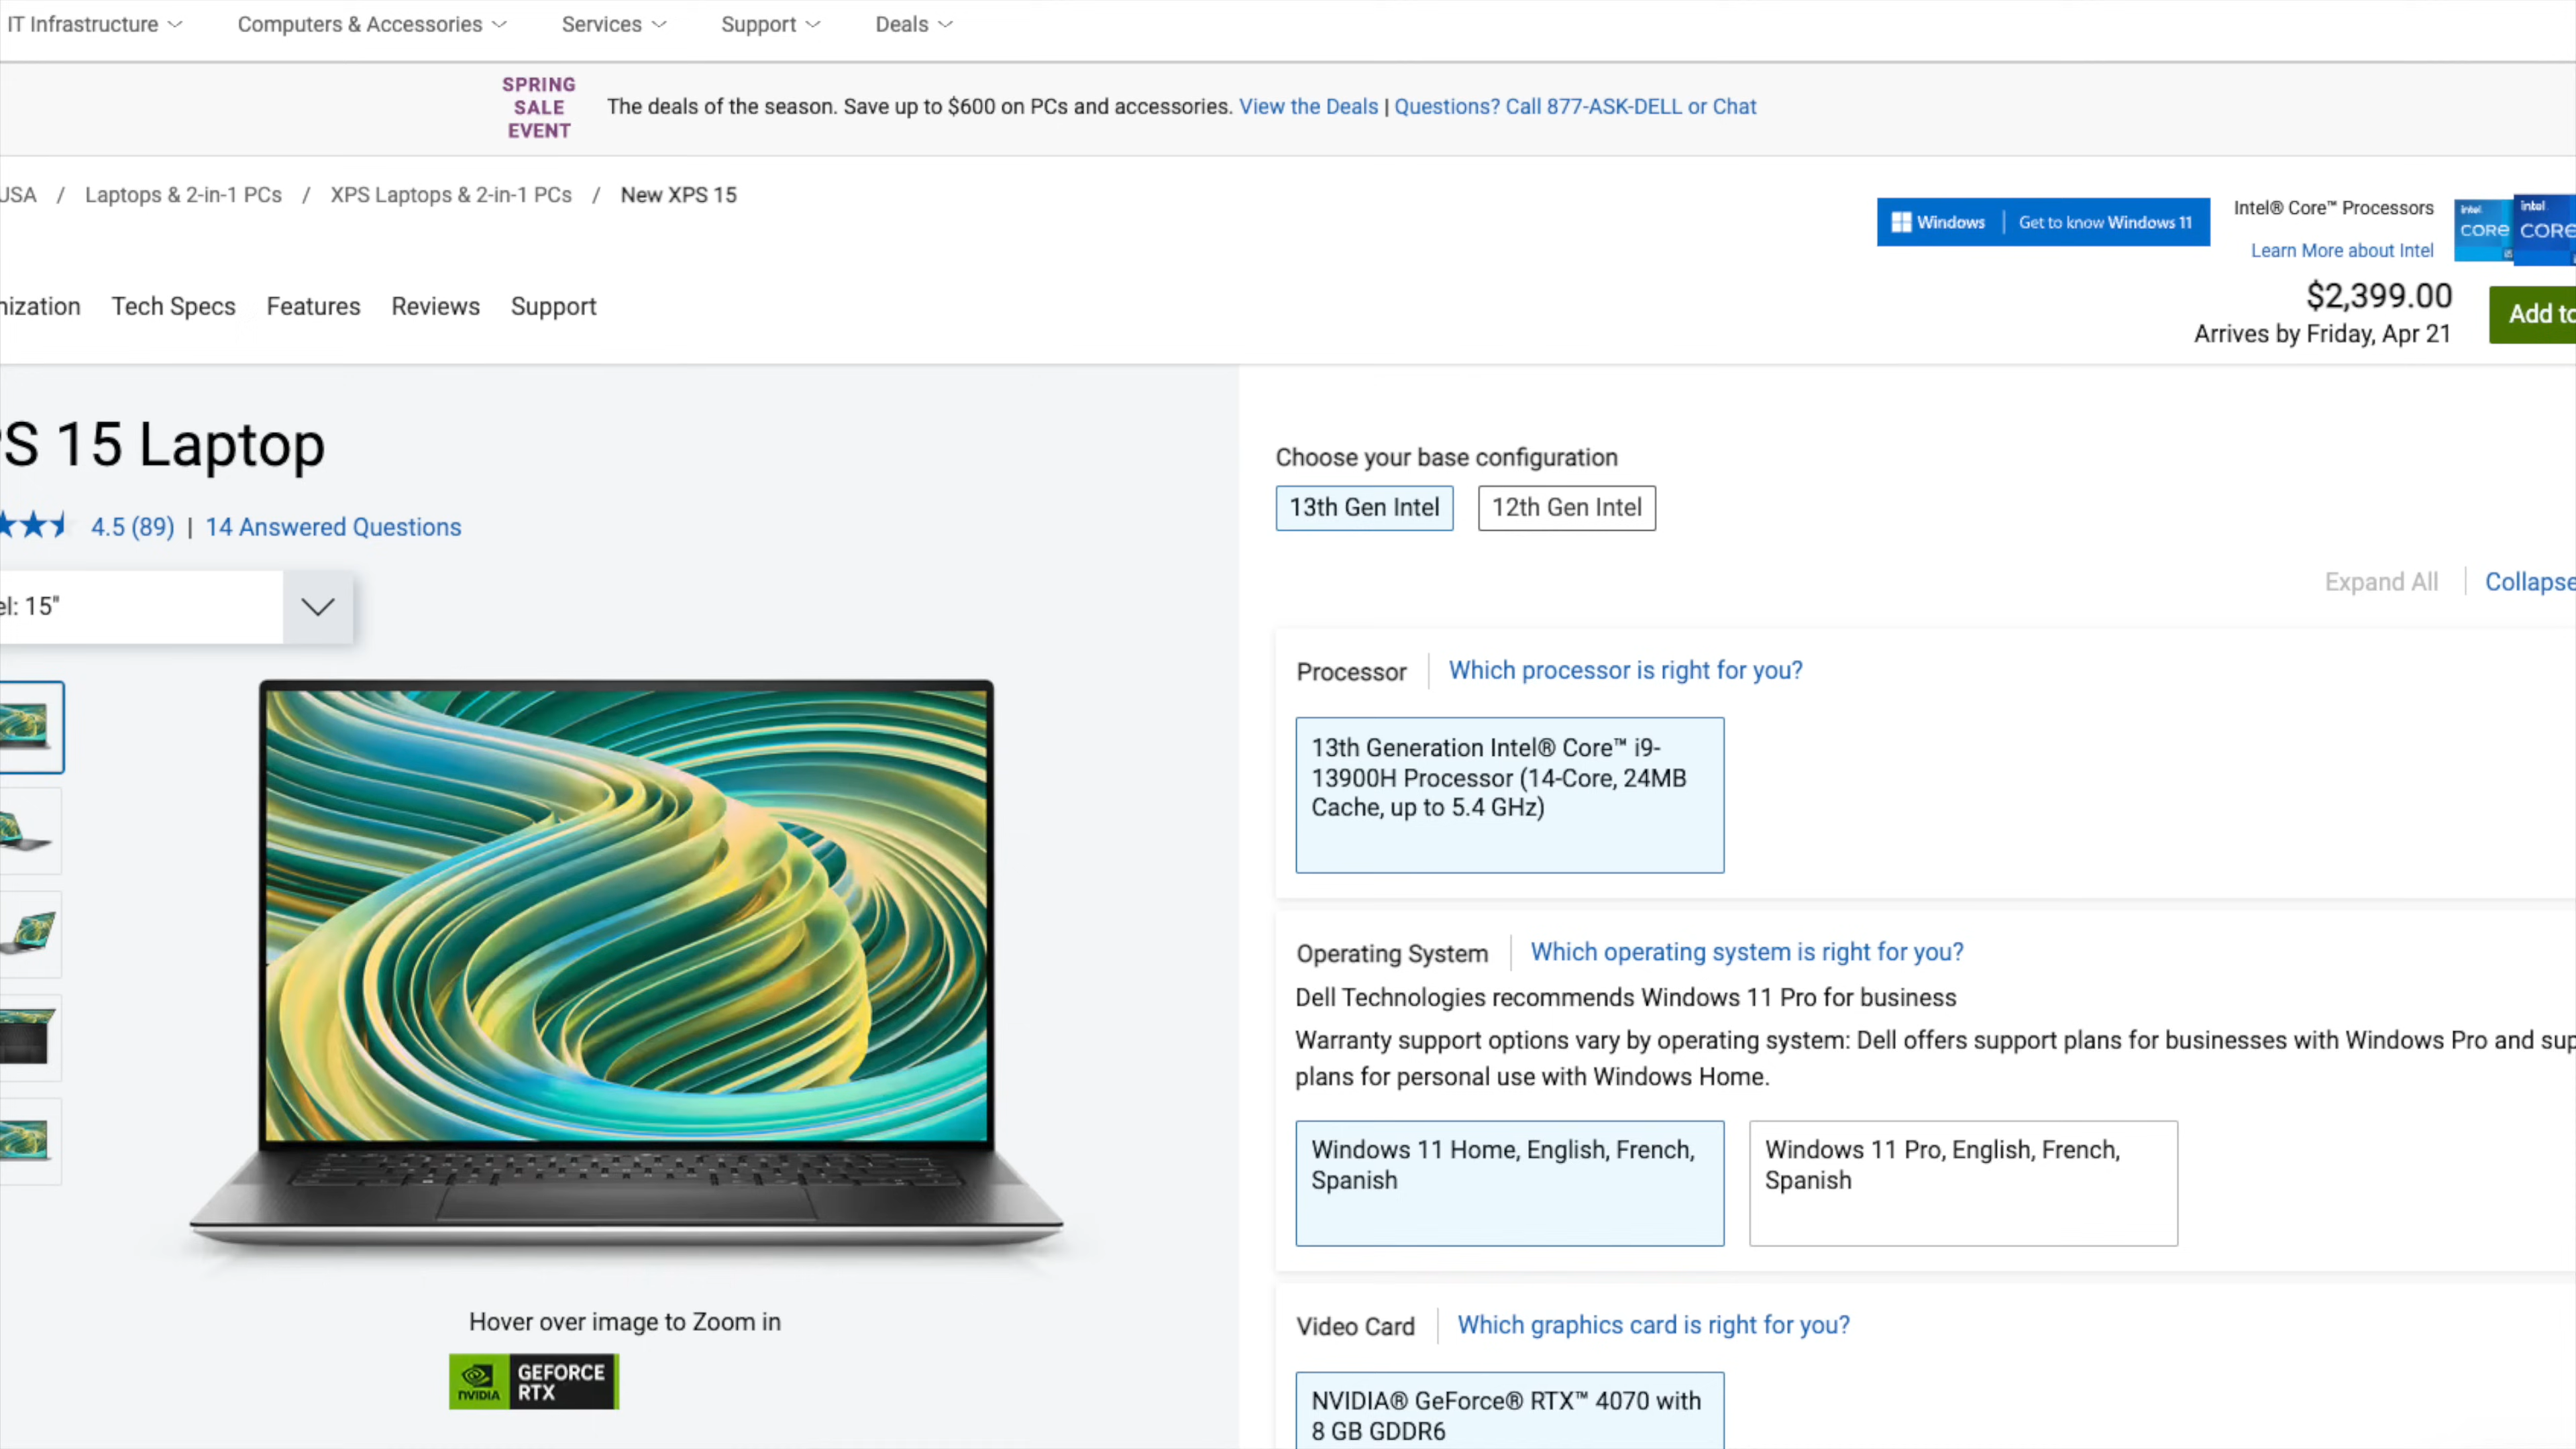 IT Infrastructure
Computers & Accessories
Services
Support
Deals
SPRING
SALE
EVENT
The deals of the season. Save up to $600 on PCs and accessories. View the Deals | Questions? Call 877-ASK-DELL or Chat
USA / Laptops & 2-in-1 PCs / XPS Laptops & 2-in-1 PCs / New XPS 15
Windows | Get to know Windows 11
Intel® Core™ Processors
Learn More about Intel
intel
CORE
intel
CORE
nization
Tech Specs
Features
Reviews
Support
$2,399.00
Arrives by Friday, Apr 21
Add to
PS 15 Laptop
4.5 (89) | 14 Answered Questions
el: 15"
Choose your base configuration
13th Gen Intel
12th Gen Intel
Expand All
Collapse
Processor
Which processor is right for you?
13th Generation Intel® Core™ i9-
13900H Processor (14-Core, 24MB
Cache, up to 5.4 GHz)
Operating System
Which operating system is right for you?
Dell Technologies recommends Windows 11 Pro for business
Warranty support options vary by operating system: Dell offers support plans for businesses with Windows Pro and sup
plans for personal use with Windows Home.
Windows 11 Home, English, French,
Spanish
Windows 11 Pro, English, French,
Spanish
Hover over image to Zoom in
NVIDIA
GEFORCE
RTX
Video Card
Which graphics card is right for you?
NVIDIA® GeForce® RTX™ 4070 with
8 GB GDDR6